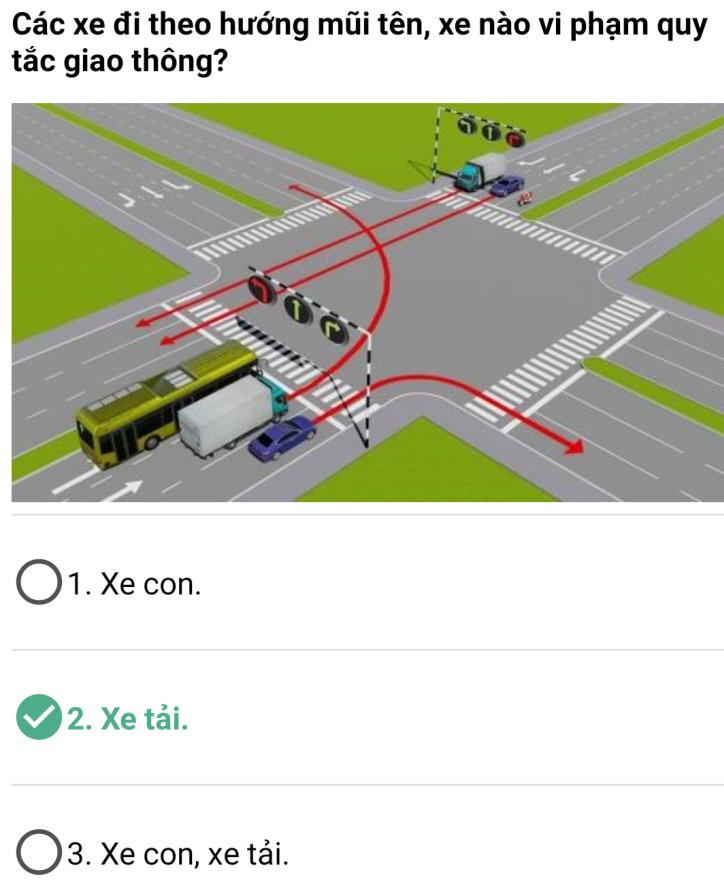 Các xe đi theo hướng mũi tên, xe nào vi phạm quy
tắc giao thông?
1. Xe con.
2. Xe tải.
3. Xe con, xe tải.